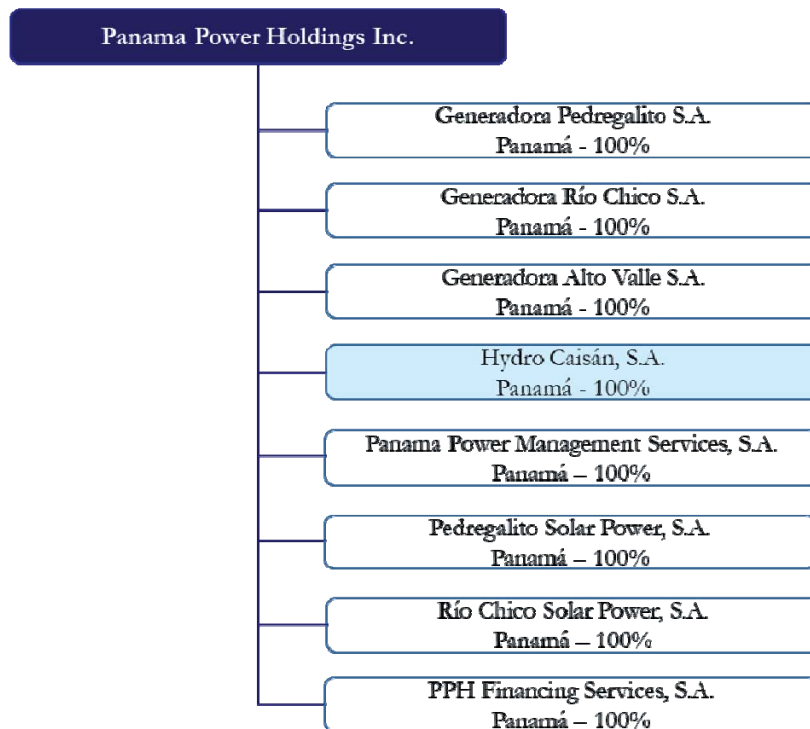 Panama Power Holdings Inc.
Generadora Pedregalito S.A.
Panamá - 100%
Generadora Río Chico S.A.
Panamá - 100%
Generadora Alto Valle S.A.
Panamá - 100%
Hydro Caisán, S.A.
Panamá - 100%
Panama Power Management Services, S.A.
Panamá – 100%
Pedregalito Solar Power, S.A.
Panamá – 100%
Río Chico Solar Power, S.A.
Panamá – 100%
PPH Financing Services, S.A.
Panamá – 100%